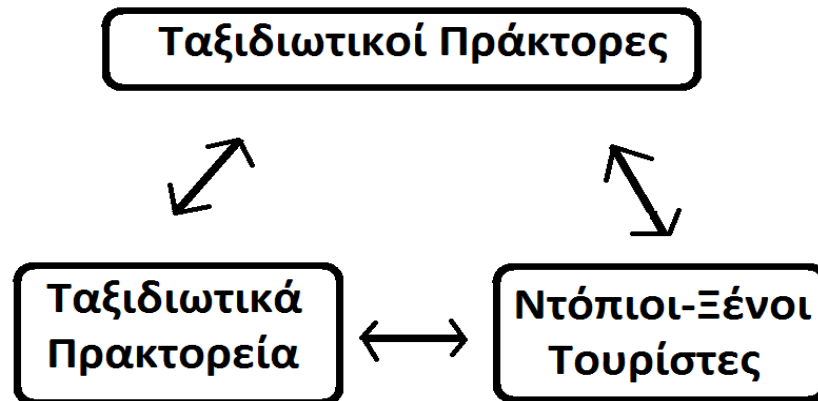 Ταξιδιωτικοί Πράκτορες
Ταξιδιωτικά
Πρακτορεία
Ντόπιοι-Ξένοι
Τουρίστες